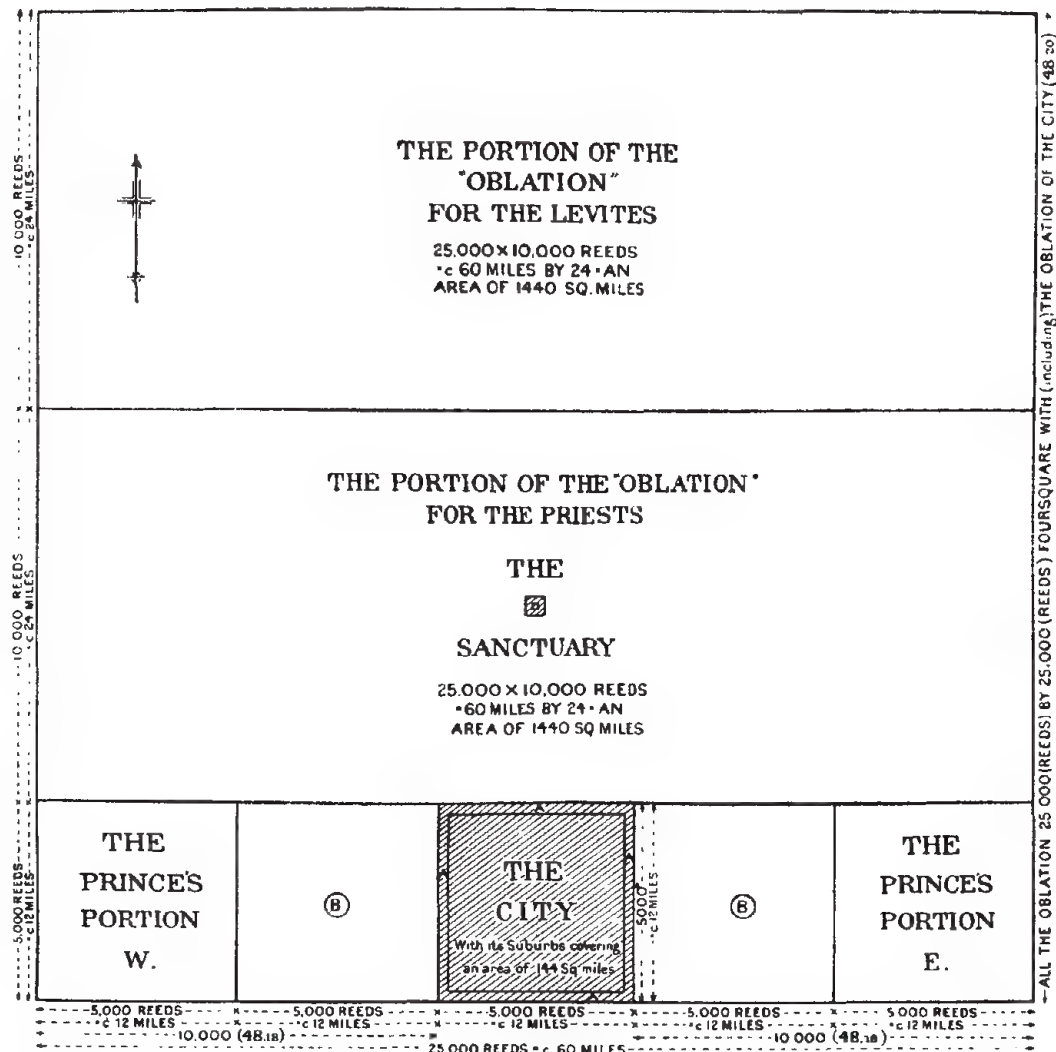 THE PORTION OF THE
"OBLATION"
FOR THE LEVITES
25.000 × 10,000 REEDS
=c 60 MILES BY 24 = AN
AREA OF 1440 SQ. MILES
THE PORTION OF THE "OBLATION"
FOR THE PRIESTS
THE
SANCTUARY
25.000 × 10,000 REEDS
=60 MILES BY 24 = AN
AREA OF 1440 SQ MILES
THE
PRINCE'S
PORTION
W.
B
THE
CITY
With its Suburbs covering
an area of 144 Sq miles
5000
=c 12 MILES
B
THE
PRINCE'S
PORTION
E.
10 000 REEDS
=c 24 MILES
10 000 REEDS
=c 24 MILES
5.000 REEDS
=c 12 MILES
ALL THE OBLATION 25 000 (REEDS) BY 25.000 (REEDS) FOURSQUARE WITH (including) THE OBLATION OF THE CITY (48 20)
5,000 REEDS 5,000 REEDS 5,000 REEDS 5,000 REEDS 5 000 REEDS
=c 12 MILES =c 12 MILES =c 12 MILES =c 12 MILES =c 12 MILES
10.000 (48.18) 10 000 (48.18)
25 000 REEDS = c. 60 MILES